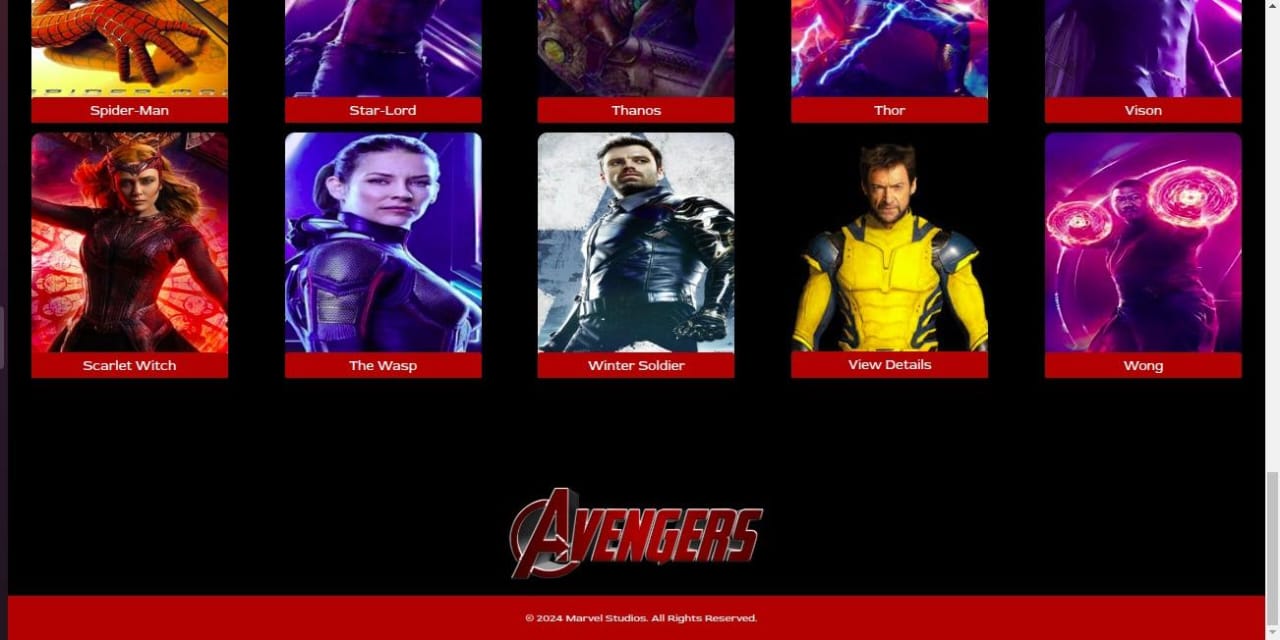 Spider-Man
Star-Lord
Thanos
Thor
Vison
Scarlet Witch
The Wasp
Winter Soldier
View Details
Wong
AVENGERS
© 2024 Marvel Studios. All Rights Reserved.